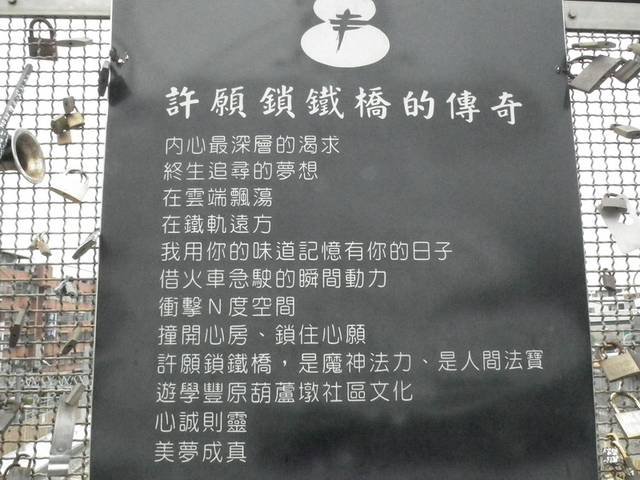 許願鎖鐵橋的傳奇
內心最深層的渴求
終生追尋的夢想
在雲端飄蕩
在鐵軌遠方
我用你的味道記憶有你的日子
借火車急駛的瞬間動力
衝擊N度空間
撞開心房、鎖住心願
許願鎖鐵橋,是魔神法力、是人間法寶
遊學豐原葫蘆墩社區文化
心誠則靈
美夢成真